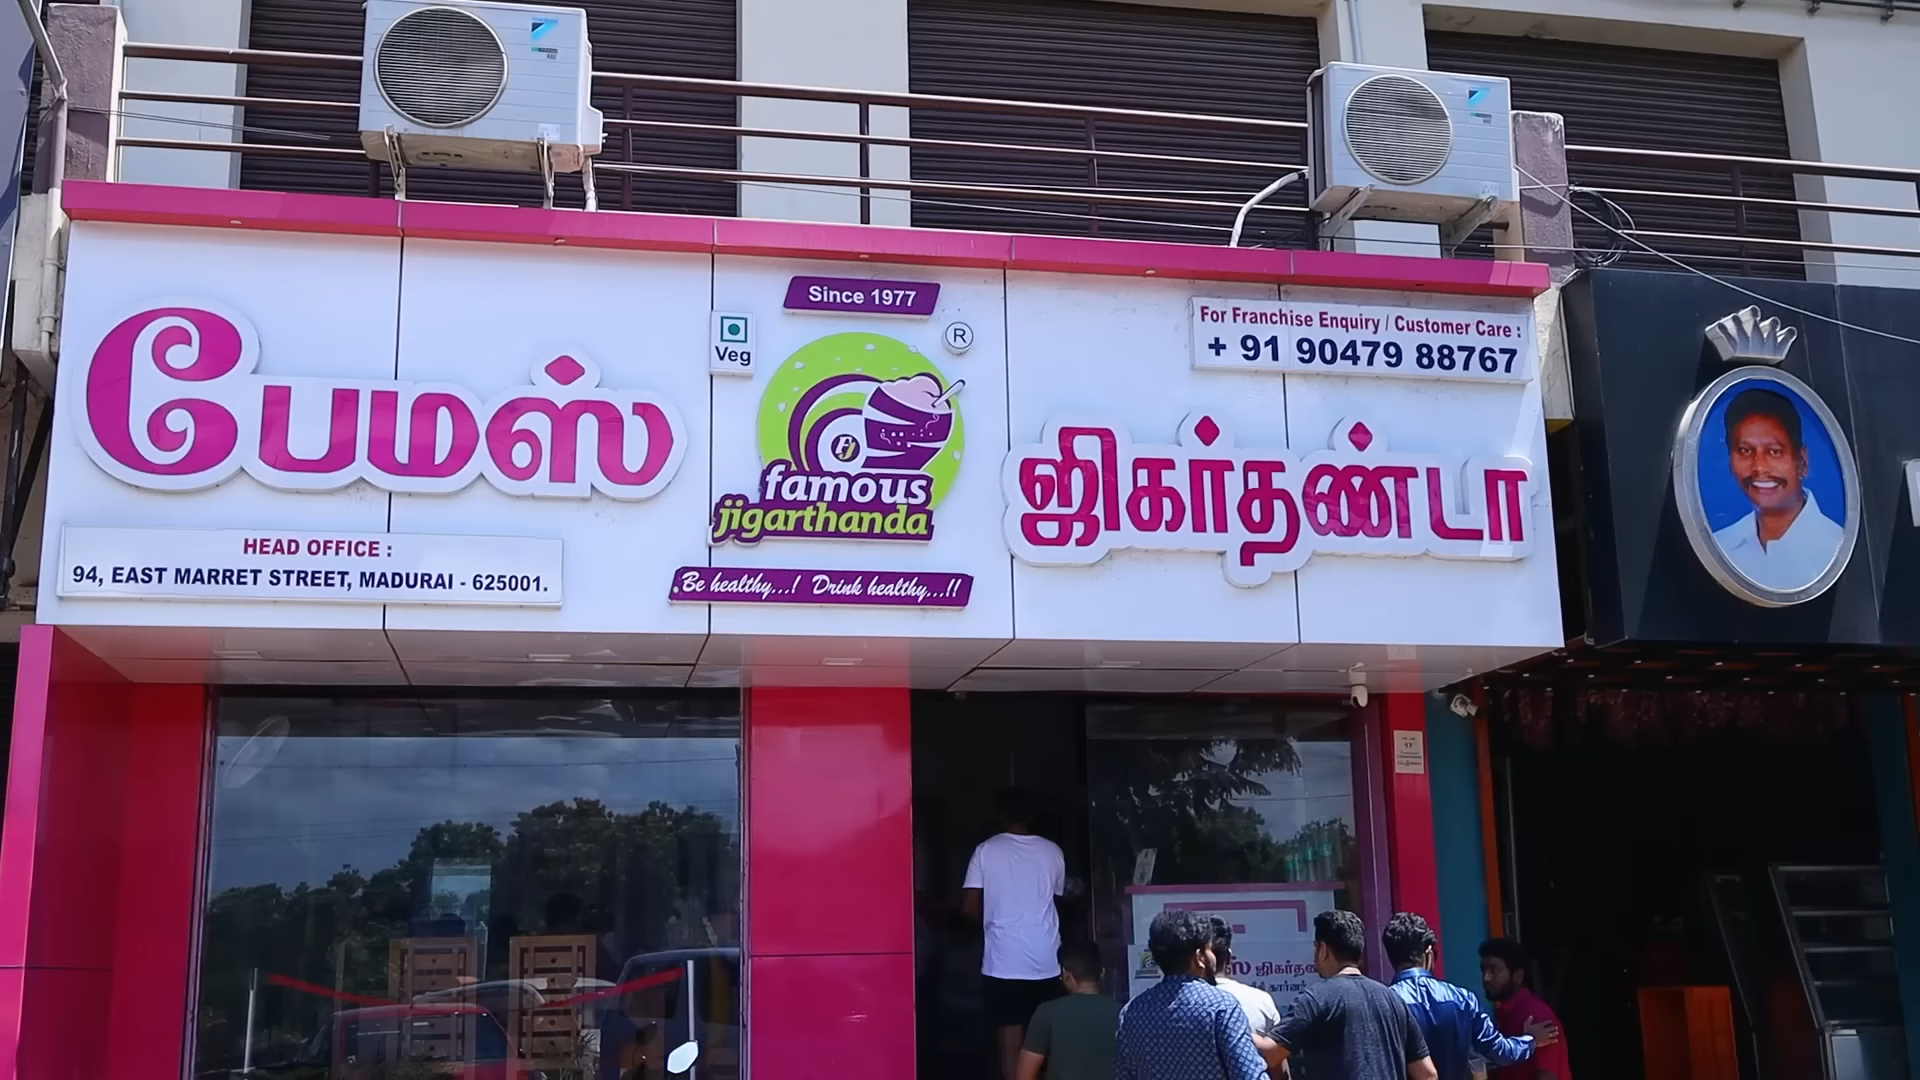 Since 1977
Veg
®
For Franchise Enquiry / Customer Care :
+ 91 90479 88767
பேமஸ்
FJ
famous
jigarthanda
ஜிகர்தண்டா
HEAD OFFICE :
94, EAST MARRET STREET, MADURAI - 625001.
Be healthy...! Drink healthy...!!